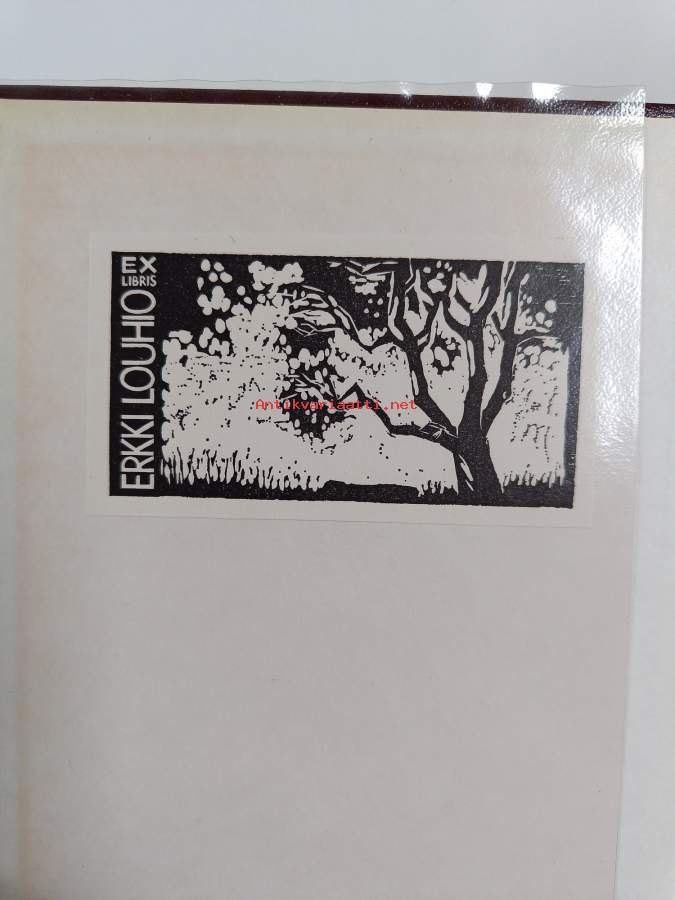 EX
LIBRIS
ERKKI LOUHIO
Antikvariaatti.net